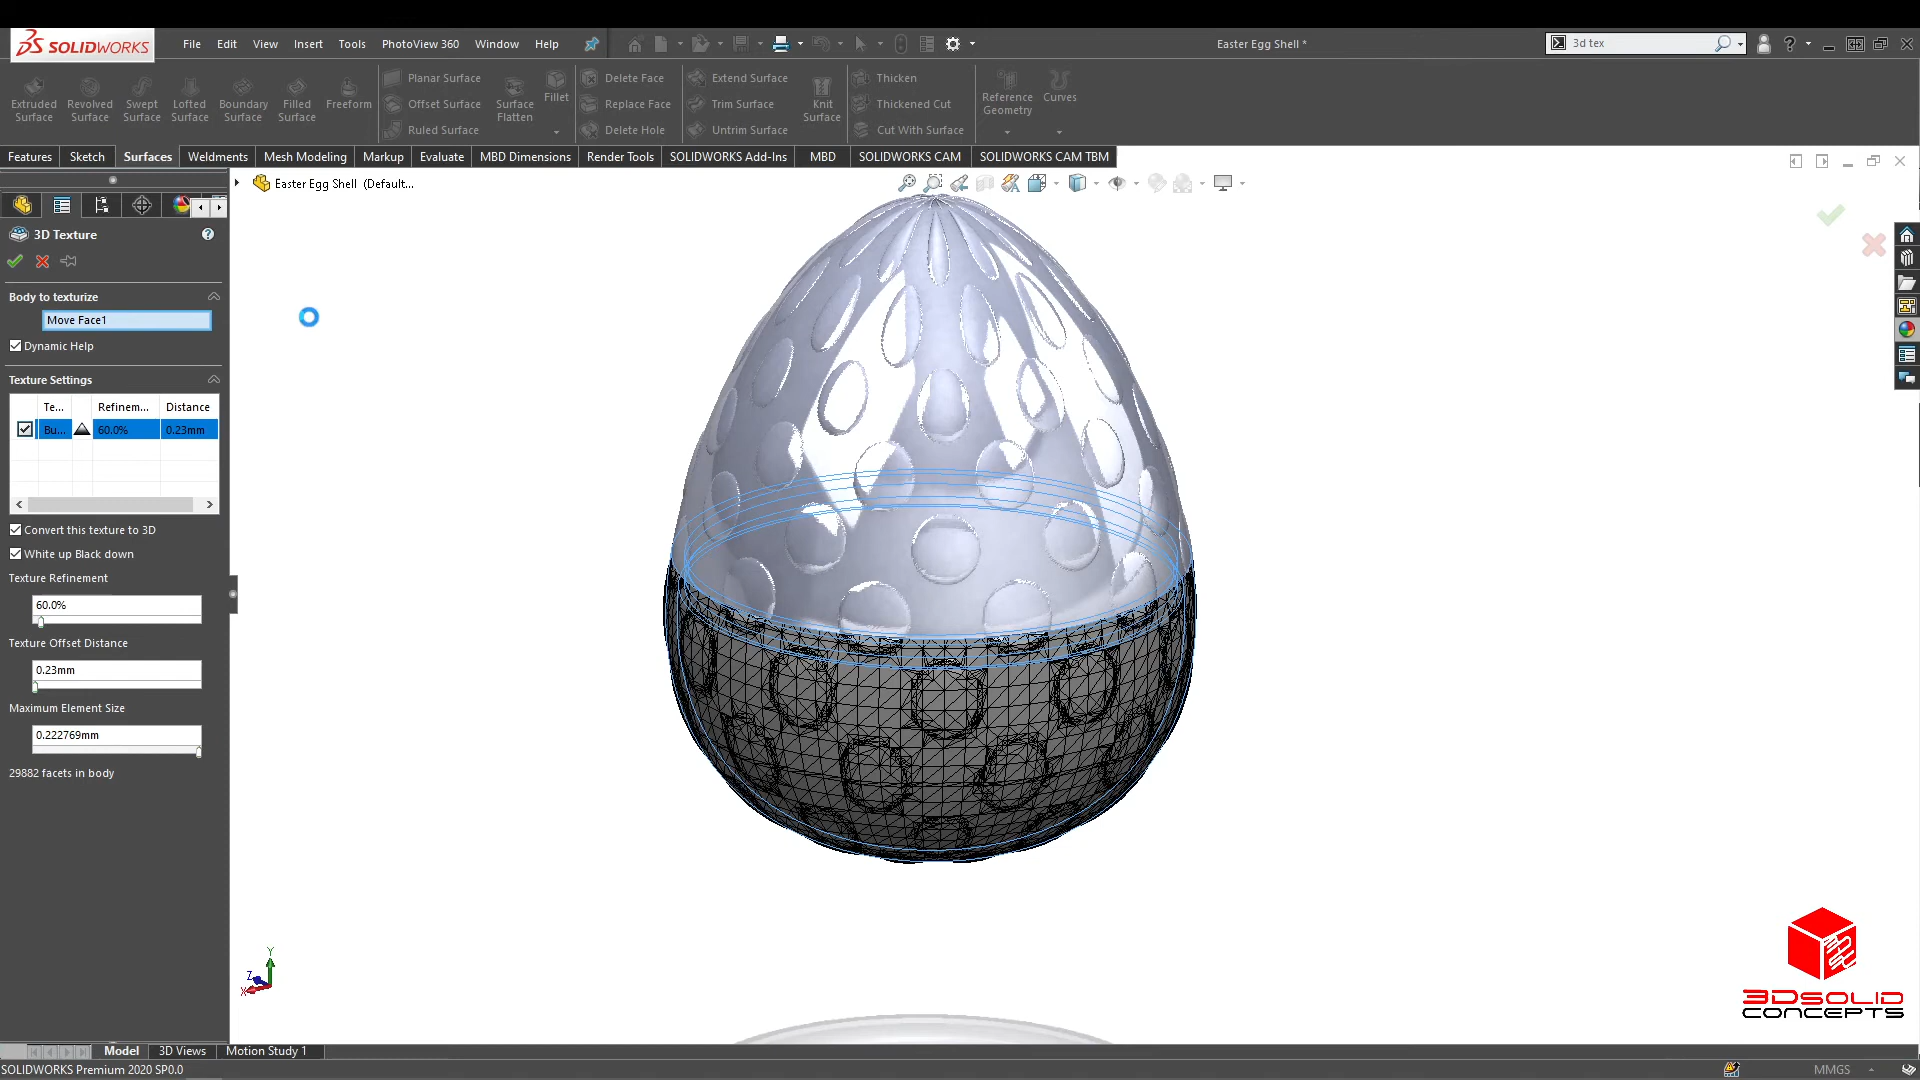 SOLIDWORKS
File Edit View Insert Tools PhotoView 360 Window Help
Easter Egg Shell *
3d tex
Extruded Surface
Revolved Surface
Swept Surface
Lofted Surface
Boundary Surface
Filled Surface
Freeform
Planar Surface
Offset Surface
Ruled Surface
Surface Flatten
Fillet
Delete Face
Replace Face
Delete Hole
Extend Surface
Trim Surface
Untrim Surface
Knit Surface
Thicken
Thickened Cut
Cut With Surface
Reference Geometry
Curves
Features Sketch Surfaces Weldments Mesh Modeling Markup Evaluate MBD Dimensions Render Tools SOLIDWORKS Add-Ins MBD SOLIDWORKS CAM SOLIDWORKS CAM TBM
Easter Egg Shell (Default...
3D Texture
Body to texturize
Move Face1
Dynamic Help
Texture Settings
Te... Refinem... Distance
Bu... 60.0% 0.23mm
Convert this texture to 3D
White up Black down
Texture Refinement
60.0%
Texture Offset Distance
0.23mm
Maximum Element Size
0.222769mm
29882 facets in body
Y
Z
X
3DSOLID
CONCEPTS
Model 3D Views Motion Study 1
SOLIDWORKS Premium 2020 SP0.0
MMGS